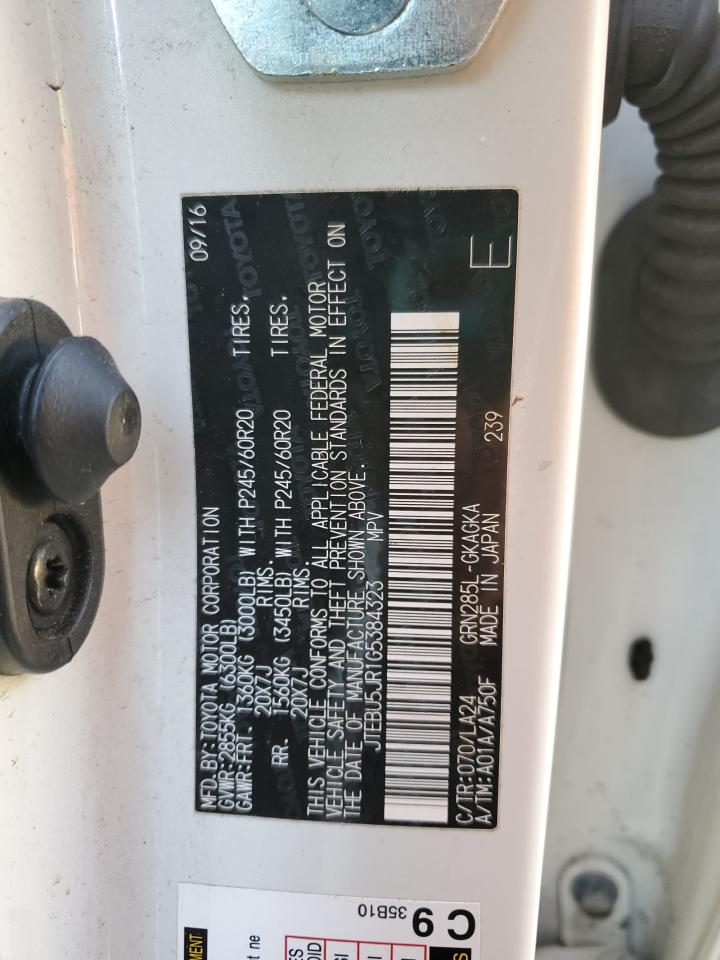 MFD.BY:TOYOTA MOTOR CORPORATION 09/16
GVWR:2855KG (6300LB)
GAWR:FRT. 1360KG (3000LB) WITH P245/60R20 TIRES.
20X7J RIMS.
RR. 1560KG (3450LB) WITH P245/60R20 TIRES.
20X7J RIMS.
THIS VEHICLE CONFORMS TO ALL APPLICABLE FEDERAL MOTOR
VEHICLE SAFETY AND THEFT PREVENTION STANDARDS IN EFFECT ON
THE DATE OF MANUFACTURE SHOWN ABOVE.
JTEBU5JR1G5384323 MPV
C/TR:070/LA24 GRN285L-GKAGKA 239 E
A/TM:A01A/A750F MADE IN JAPAN
C 9
35B10